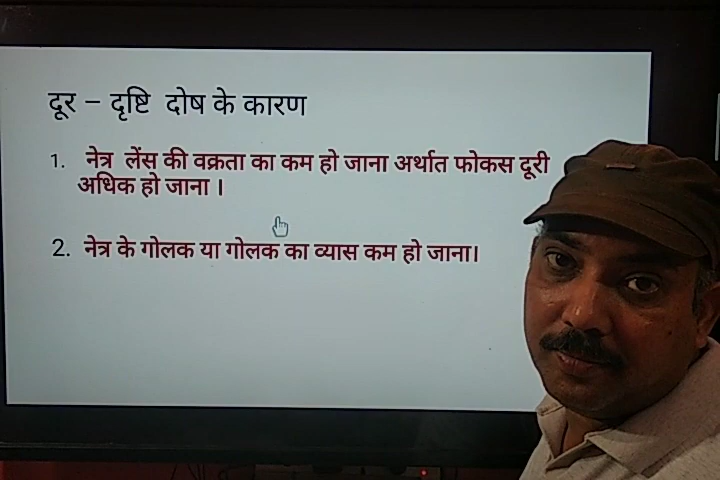 दूर – दृष्टि दोष के कारण
1. नेत्र लेंस की वक्रता का कम हो जाना अर्थात फोकस दूरी
अधिक हो जाना ।
2. नेत्र के गोलक या गोलक का व्यास कम हो जाना।